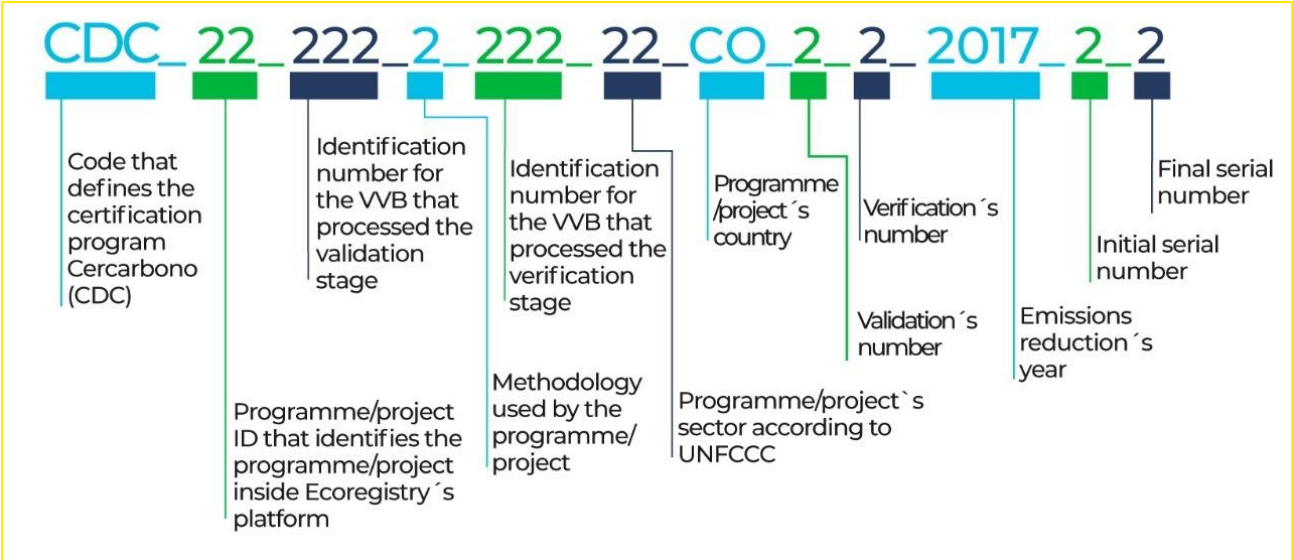 CDC_22_222_2_222_22_CO_2_2_2017_2_2
Code that
defines the
certification
program
Cercarbono
(CDC)
Programme/project
ID that identifies the
programme/project
inside Ecoregistry´s
platform
Identification
number for
the VVB that
processed the
validation
stage
Methodology
used by the
programme/
project
Identification
number for
the VVB that
processed the
verification
stage
Programme/project`s
sector according to
UNFCCC
Programme
/project´s
country
Validation´s
number
Verification´s
number
Emissions
reduction´s
year
Initial serial
number
Final serial
number